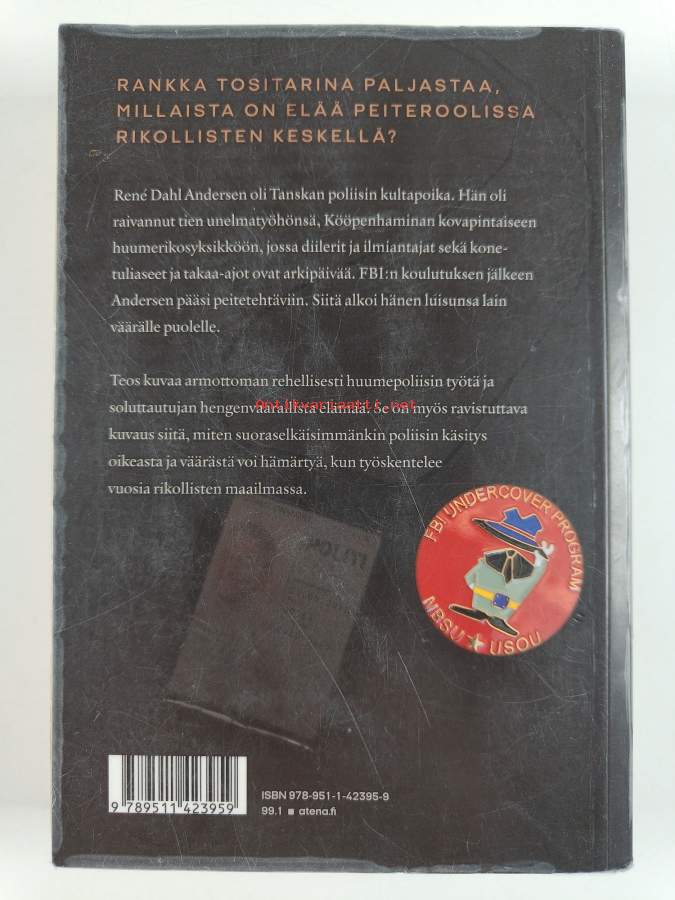 RANKKA TOSITARINA PALJASTAA,
MILLAISTA ON ELÄÄ PEITEROOLISSA
RIKOLLISTEN KESKELLÄ?
René Dahl Andersen oli Tanskan poliisin kultapoika. Hän oli
raivannut tien unelmatyöhönsä, Kööpenhaminan kovapintaiseen
huumerikosyksikköön, jossa diilerit ja ilmiantajat sekä kone-
tuliaseet ja takaa-ajot ovat arkipäivää. FBI:n koulutuksen jälkeen
Andersen pääsi peitetehtäviin. Siitä alkoi hänen luisunsa lain
väärälle puolelle.
Teos kuvaa armottoman rehellisesti huumepoliisin työtä ja
Antikvariaatti.net
soluttautujan hengenvaarallista elämää. Se on myös ravistuttava
kuvaus siitä, miten suoraselkäisimmänkin poliisin käsitys
oikeasta ja väärästä voi hämärtyä, kun työskentelee
vuosia rikollisten maailmassa.
FBI UNDERCOVER PROGRAM
NBSU ★ USOU
POLITI
ISBN 978-951-1-42395-9
99.1 ■ atena.fi
9 789511 423959